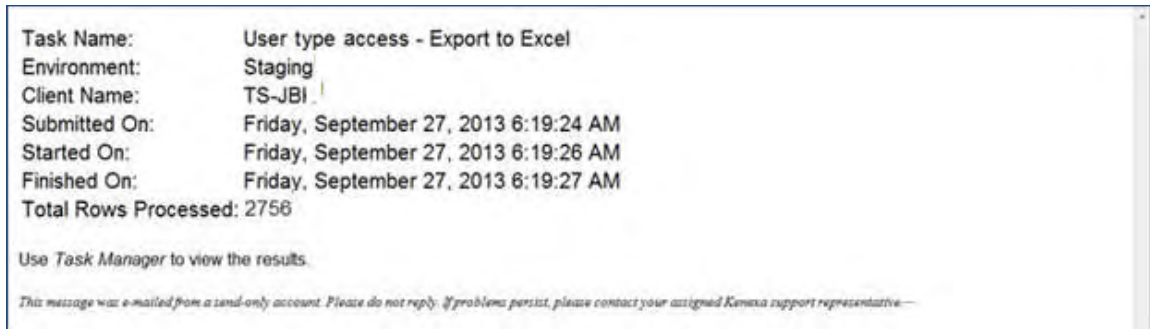 Task Name: User type access - Export to Excel
Environment: Staging
Client Name: TS-JBI
Submitted On: Friday, September 27, 2013 6:19:24 AM
Started On: Friday, September 27, 2013 6:19:26 AM
Finished On: Friday, September 27, 2013 6:19:27 AM
Total Rows Processed: 2756
Use Task Manager to view the results.
This message was e-mailed from a send-only account. Please do not reply. If problems persist, please contact your assigned Kenexa support representative.—